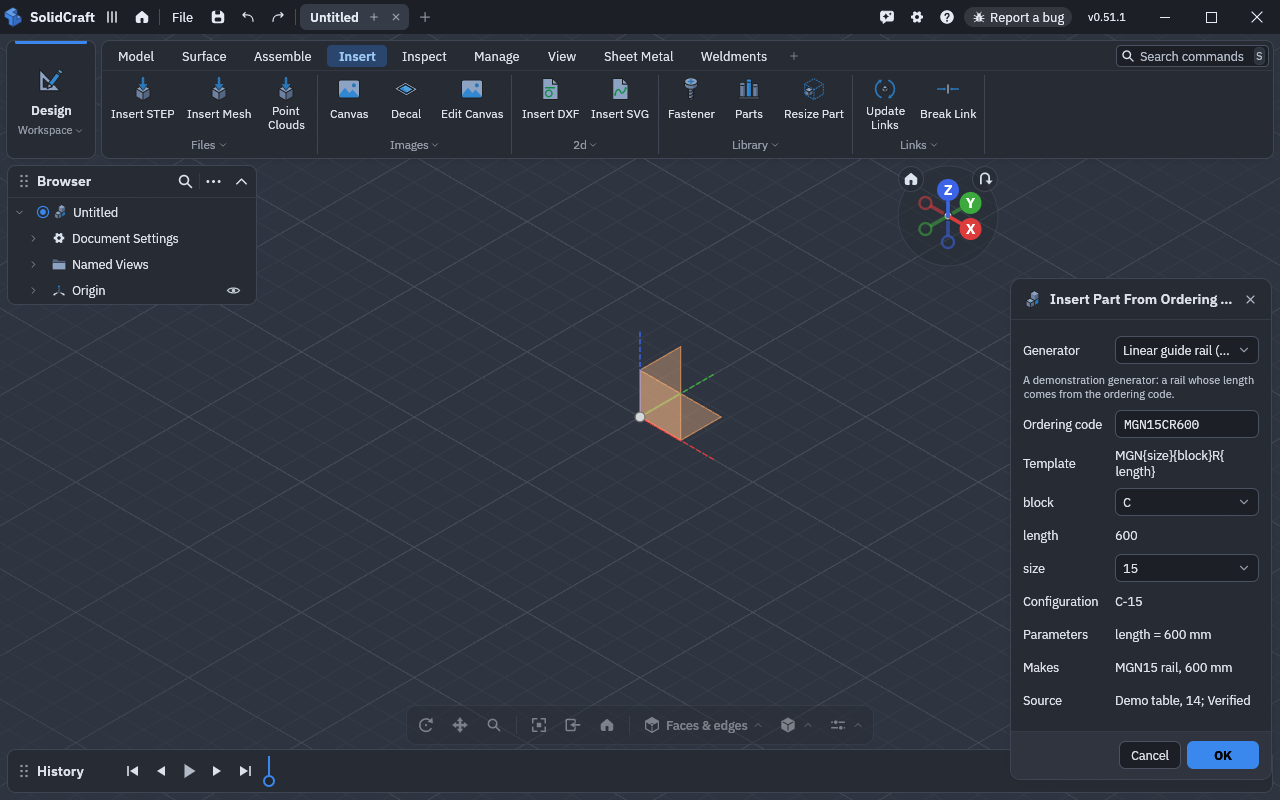 SolidCraft
File
Untitled
Report a bug
v0.51.1
Design
Workspace
Model
Surface
Assemble
Insert
Inspect
Manage
View
Sheet Metal
Weldments
Search commands
S
Insert STEP
Insert Mesh
Point
Clouds
Files
Canvas
Decal
Edit Canvas
Images
Insert DXF
Insert SVG
2d
Fastener
Parts
Resize Part
Library
Update
Links
Break Link
Links
Browser
Untitled
Document Settings
Named Views
Origin
Z
Y
X
Insert Part From Ordering ...
Generator
Linear guide rail (...
A demonstration generator: a rail whose length
comes from the ordering code.
Ordering code
MGN15CR600
Template
MGN{size}{block}R{
length}
block
C
length
600
size
15
Configuration
C-15
Parameters
length = 600 mm
Makes
MGN15 rail, 600 mm
Source
Demo table, 14; Verified
Cancel
OK
Faces & edges
History